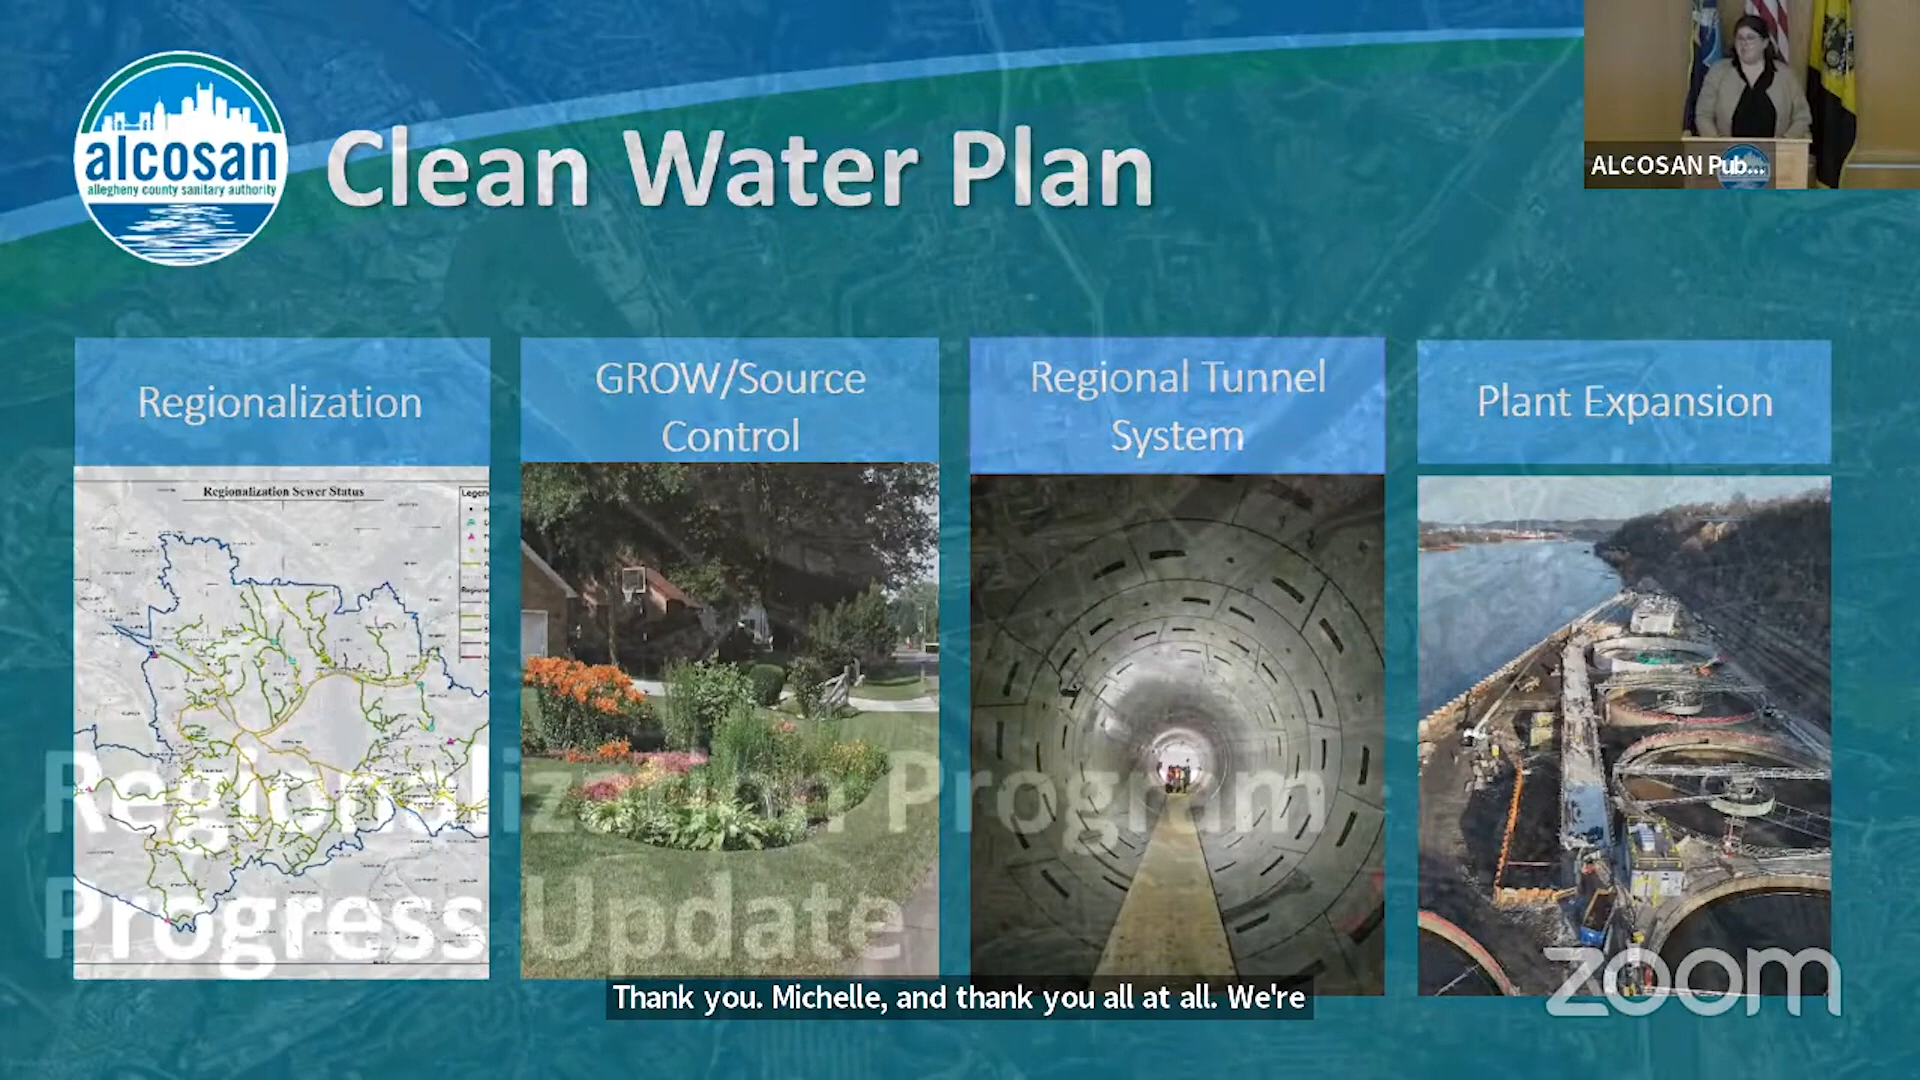 alcosan
allegheny county sanitary authority
Clean Water Plan
ALCOSAN Pub...
Regionalization
GROW/Source
Control
Regional Tunnel
System
Plant Expansion
Regionalization Sewer Status
Legen
Regionalization Program
Progress Update
Thank you. Michelle, and thank you all at all. We're
zoom